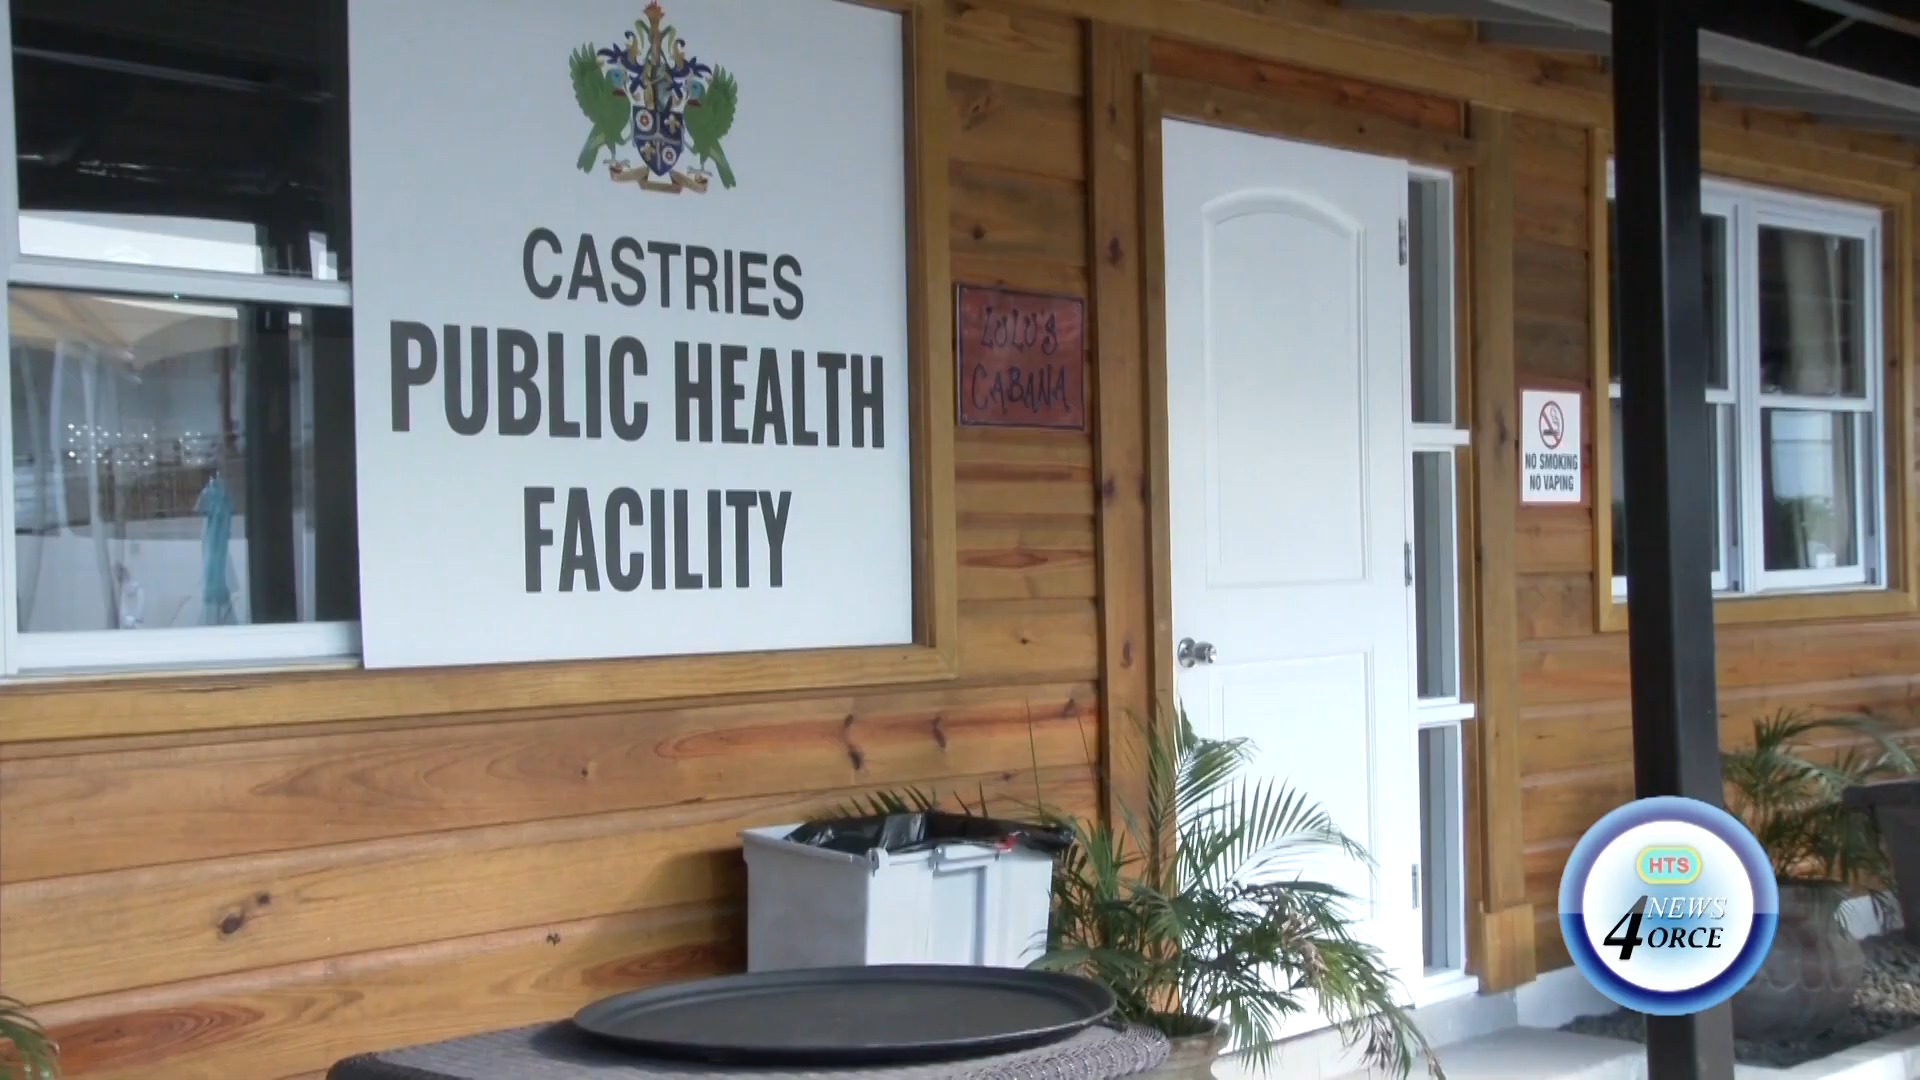 CASTRIES
PUBLIC HEALTH
FACILITY
LULU'S
CABANA
NO SMOKING
NO VAPING
HTS
NEWS
4ORCE